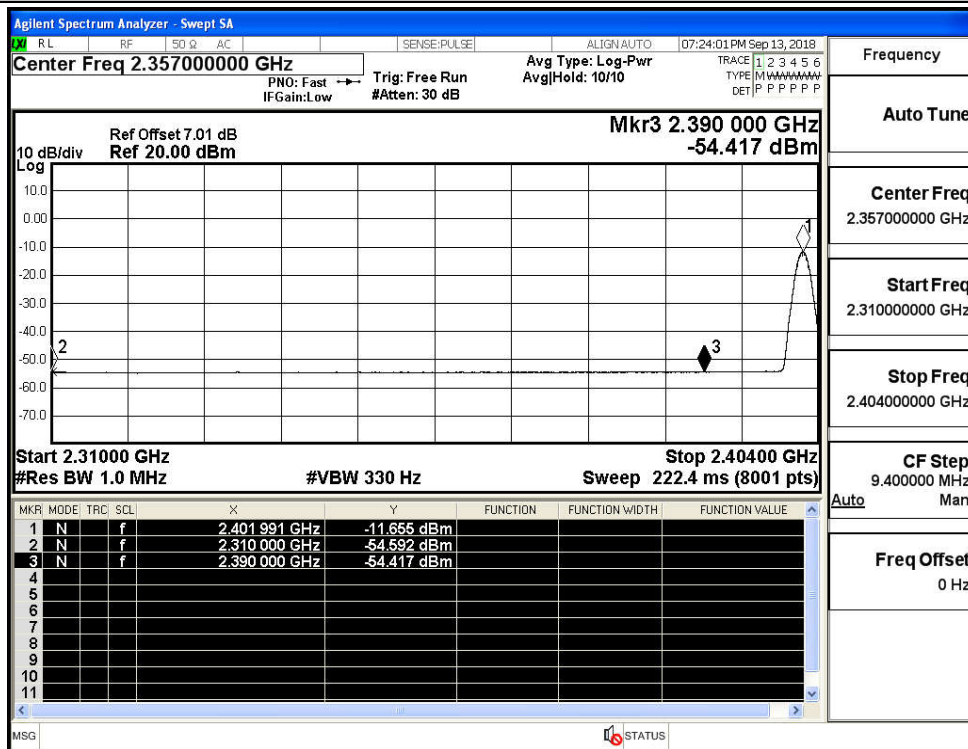 Agilent Spectrum Analyzer - Swept SA
LXI RL RF 50 Ω AC SENSE:PULSE ALIGN AUTO 07:24:01 PM Sep 13, 2018
Center Freq 2.357000000 GHz
PNO: Fast
IFGain:Low
Trig: Free Run
#Atten: 30 dB
Avg Type: Log-Pwr
Avg|Hold: 10/10
TRACE 1 2 3 4 5 6
TYPE M W W W W W
DET P P P P P P
Ref Offset 7.01 dB
10 dB/div Ref 20.00 dBm
Log
Mkr3 2.390 000 GHz
-54.417 dBm
10.0
0.00
-10.0
-20.0
-30.0
-40.0
-50.0
-60.0
-70.0
1
2
3
Start 2.31000 GHz Stop 2.40400 GHz
#Res BW 1.0 MHz #VBW 330 Hz Sweep 222.4 ms (8001 pts)
MKR MODE TRC SCL X Y FUNCTION FUNCTION WIDTH FUNCTION VALUE
1 N f 2.401 991 GHz -11.655 dBm
2 N f 2.310 000 GHz -54.592 dBm
3 N f 2.390 000 GHz -54.417 dBm
4
5
6
7
8
9
10
11
MSG STATUS
Frequency
Auto Tune
Center Freq
2.357000000 GHz
Start Freq
2.310000000 GHz
Stop Freq
2.404000000 GHz
CF Step
9.400000 MHz
Auto Man
Freq Offset
0 Hz